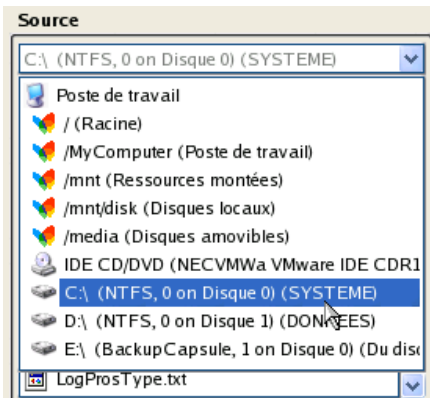 Source
C:\ (NTFS, 0 on Disque 0) (SYSTEME)
Poste de travail
/ (Racine)
/MyComputer (Poste de travail)
/mnt (Ressources montées)
/mnt/disk (Disques locaux)
/media (Disques amovibles)
IDE CD/DVD (NECVMWa VMware IDE CDR1
C:\ (NTFS, 0 on Disque 0) (SYSTEME)
D:\ (NTFS, 0 on Disque 1) (DONNEES)
E:\ (BackupCapsule, 1 on Disque 0) (Du disq
LogProsType.txt